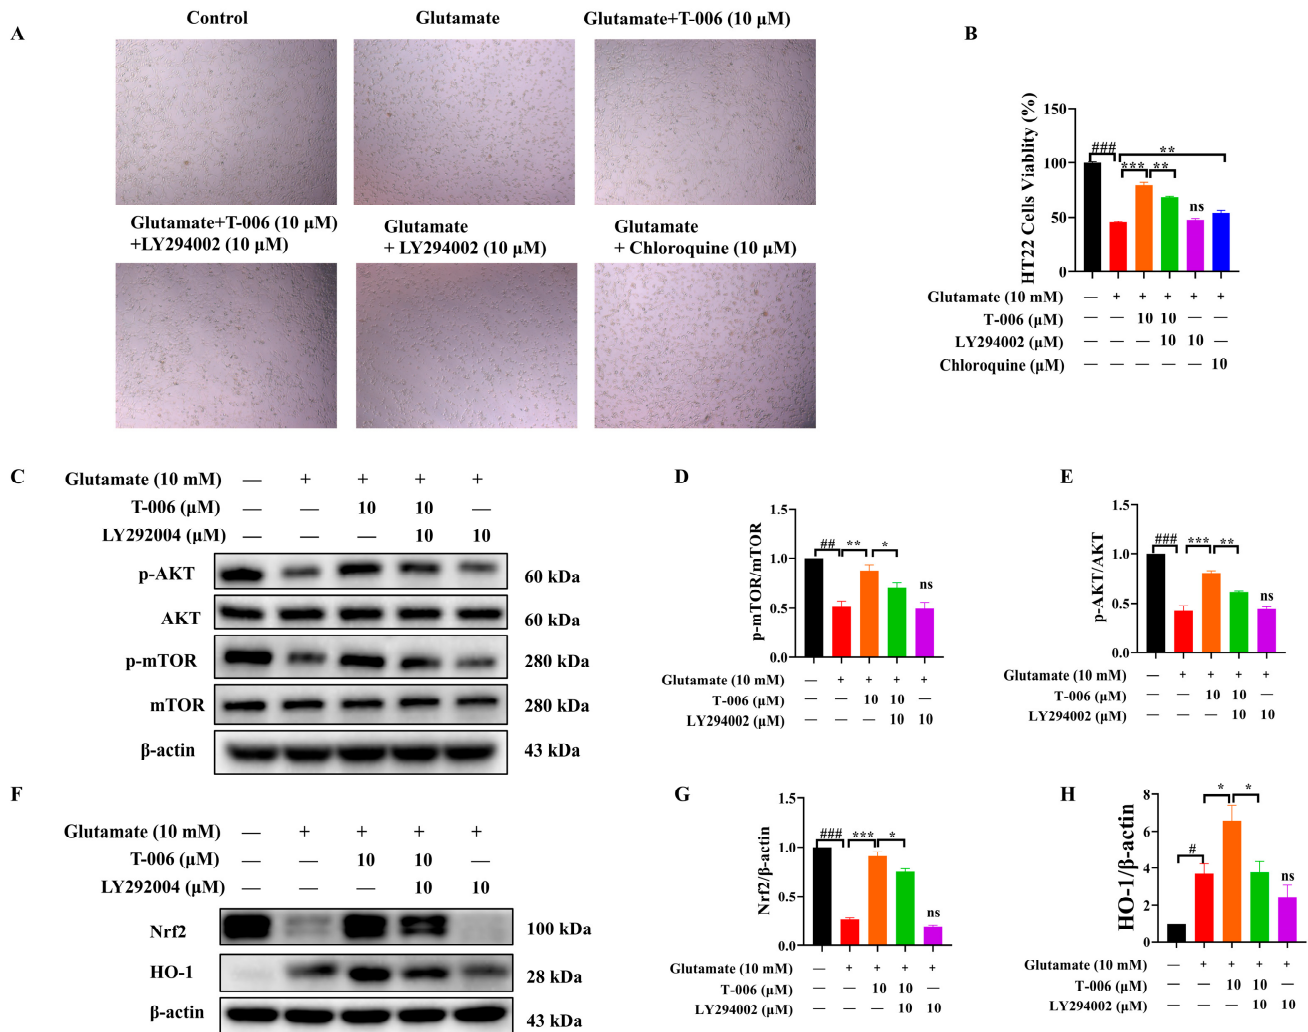 A
Control
Glutamate
Glutamate+T-006 (10 μM)
Glutamate+T-006 (10 μM)
+LY294002 (10 μM)
Glutamate
+ LY294002 (10 μM)
Glutamate
+ Chloroquine (10 μM)
B
HT22 Cells Viablity (%)
150
100
50
0
###
***
**
**
ns
Glutamate (10 mM) — + + + + +
T-006 (μM) — — 10 10 — —
LY294002 (μM) — — — 10 10 —
Chloroquine (μM) — — — — — 10
C
Glutamate (10 mM) — + + + +
T-006 (μM) — — 10 10 —
LY292004 (μM) — — — 10 10
p-AKT 60 kDa
AKT 60 kDa
p-mTOR 280 kDa
mTOR 280 kDa
β-actin 43 kDa
D
p-mTOR/mTOR
1.5
1.0
0.5
0.0
##
**
*
ns
Glutamate (10 mM) — + + + +
T-006 (μM) — — 10 10 —
LY294002 (μM) — — — 10 10
E
p-AKT/AKT
1.5
1.0
0.5
0.0
###
***
**
ns
Glutamate (10 mM) — + + + +
T-006 (μM) — — 10 10 —
LY294002 (μM) — — — 10 10
F
Glutamate (10 mM) — + + + +
T-006 (μM) — — 10 10 —
LY292004 (μM) — — — 10 10
Nrf2 100 kDa
HO-1 28 kDa
β-actin 43 kDa
G
Nrf2/β-actin
1.5
1.0
0.5
0.0
###
***
*
ns
Glutamate (10 mM) — + + + +
T-006 (μM) — — 10 10 —
LY294002 (μM) — — — 10 10
H
HO-1/β-actin
8
6
4
2
0
#
*
*
ns
Glutamate (10 mM) — + + + +
T-006 (μM) — — 10 10 —
LY294002 (μM) — — — 10 10